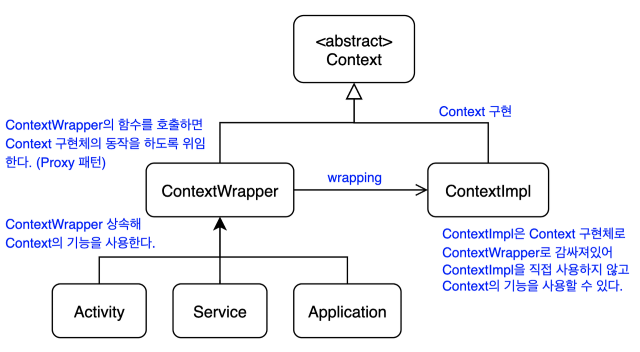 <abstract>
Context
Context 구현
ContextWrapper의 함수를 호출하면
Context 구현체의 동작을 하도록 위임
한다. (Proxy 패턴)
ContextWrapper
wrapping
ContextImpl
ContextWrapper 상속해
Context의 기능을 사용한다.
ContextImpl은 Context 구현체로
ContextWrapper로 감싸져있어
ContextImpl을 직접 사용하지 않고
Context의 기능을 사용할 수 있다.
Activity
Service
Application